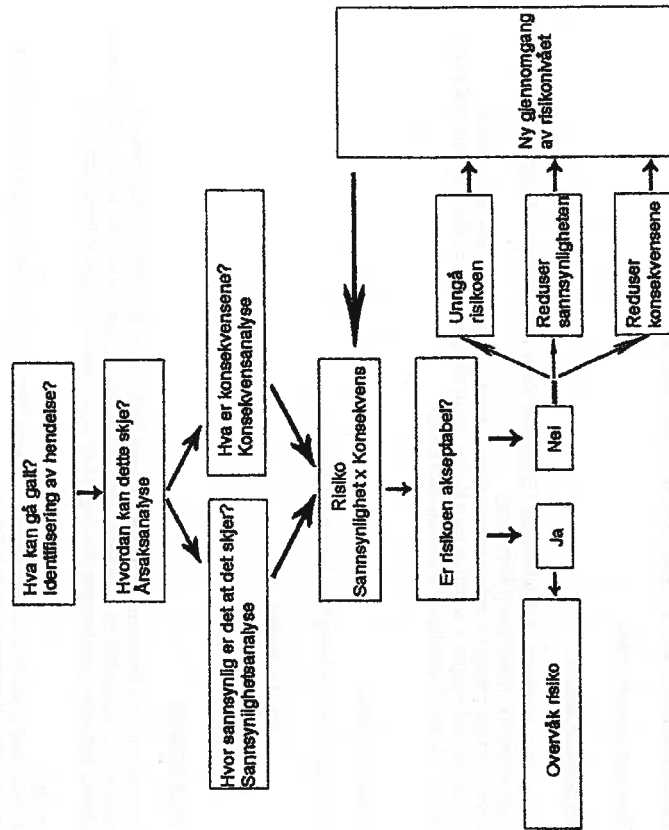 Hva kan gå galt?
Identifisering av hendelse?
Hvordan kan dette skje?
Årsaksanalyse
Hvor sannsynlig er det at det skjer?
Sannsynlighetsanalyse
Hva er konsekvensene?
Konsekvensanalyse
Risiko
Sannsynlighet x Konsekvens
Er risikoen akseptabel?
Ja
Nei
Overvåk risiko
Unngå
risikoen
Reduser
sannsynligheten
Reduser
konsekvensene
Ny gjennomgang
av risikonivået